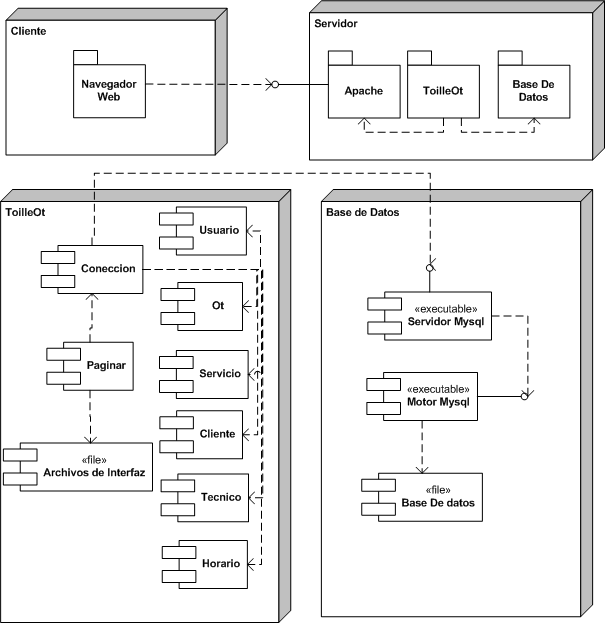 Cliente
Servidor
Navegador
Web
Apache
ToilleOt
Base De
Datos
ToilleOt
Base de Datos
Usuario
Coneccion
Ot
«executable»
Servidor Mysql
Paginar
Servicio
«executable»
Motor Mysql
Cliente
«file»
Archivos de Interfaz
Tecnico
«file»
Base De datos
Horario